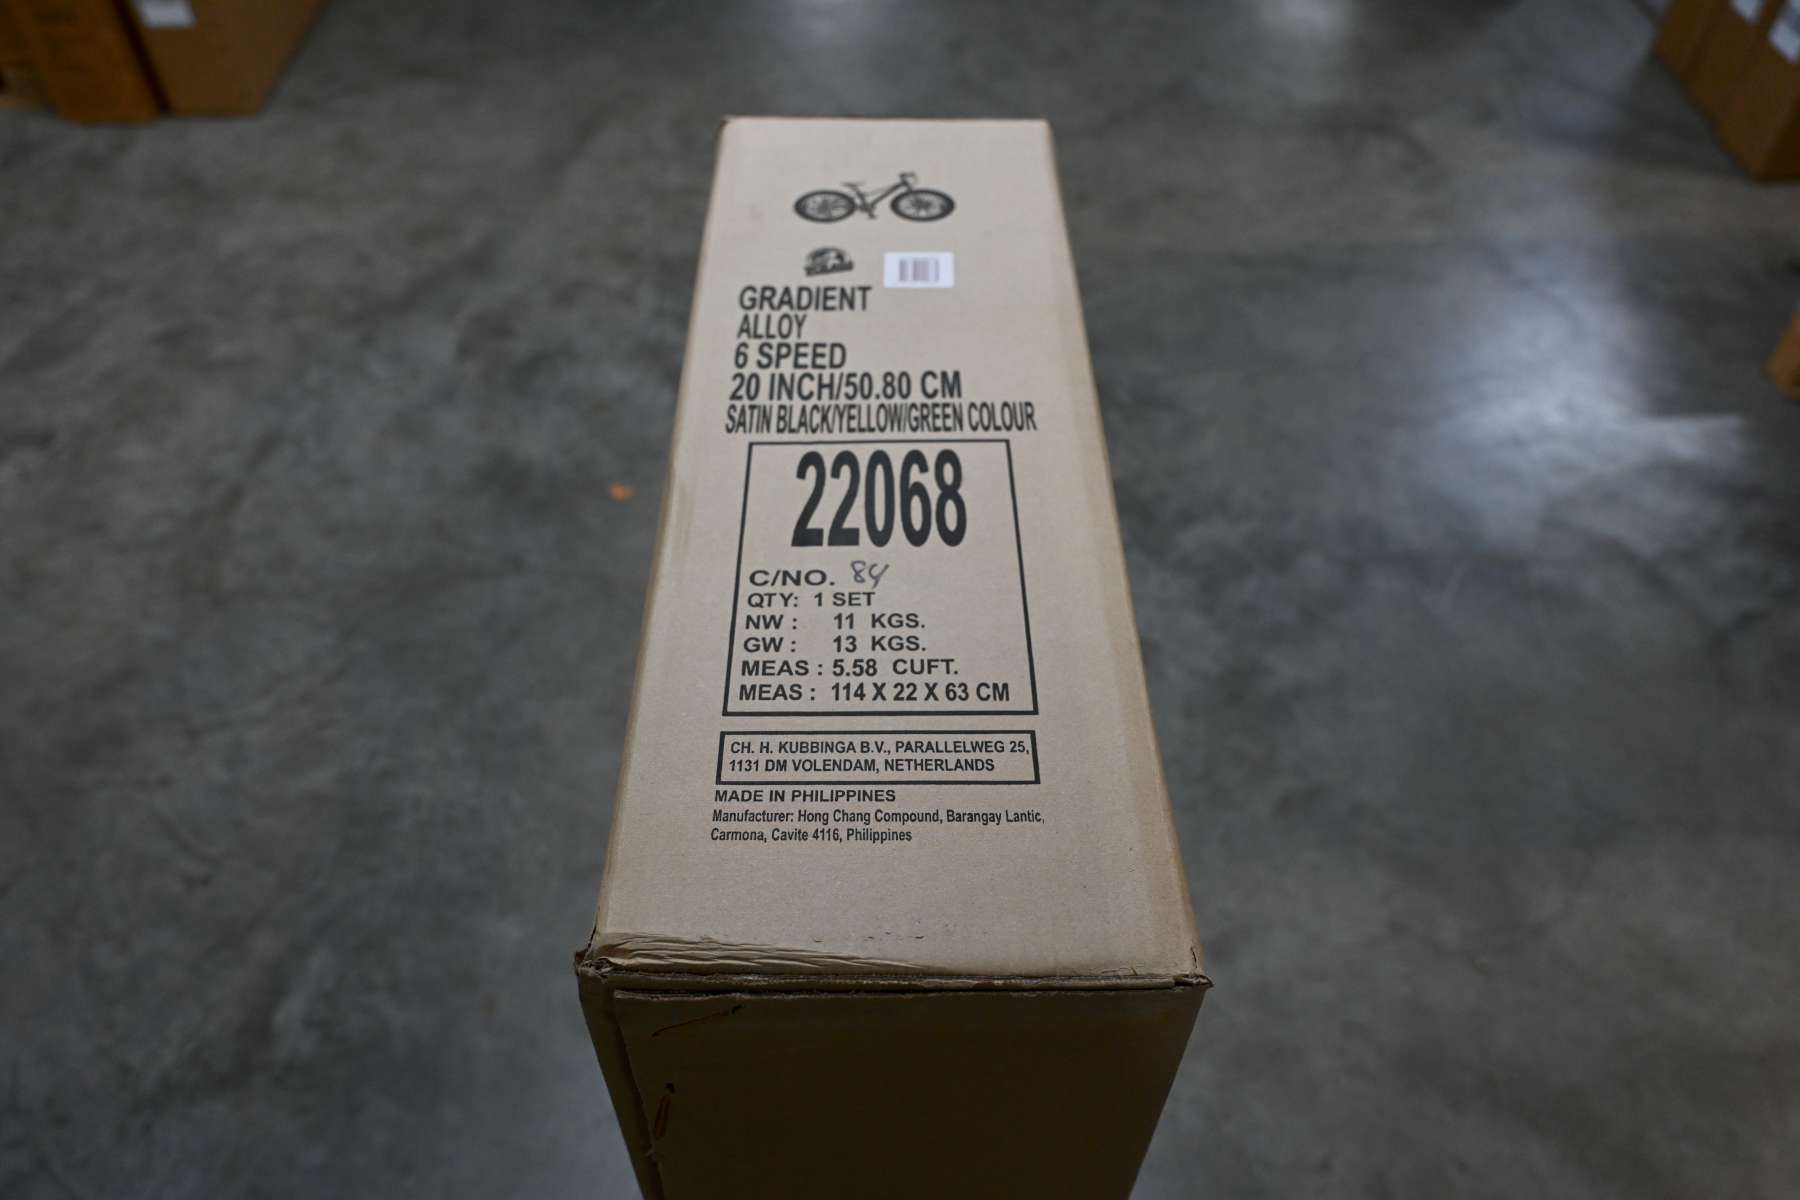 GRADIENT
ALLOY
6 SPEED
20 INCH/50.80 CM
SATIN BLACK/YELLOW/GREEN COLOUR
22068
C/NO. 84
QTY: 1 SET
NW : 11 KGS.
GW : 13 KGS.
MEAS : 5.58 CUFT.
MEAS : 114 X 22 X 63 CM
CH. H. KUBBINGA B.V., PARALLELWEG 25,
1131 DM VOLENDAM, NETHERLANDS
MADE IN PHILIPPINES
Manufacturer: Hong Chang Compound, Barangay Lantic,
Carmona, Cavite 4116, Philippines